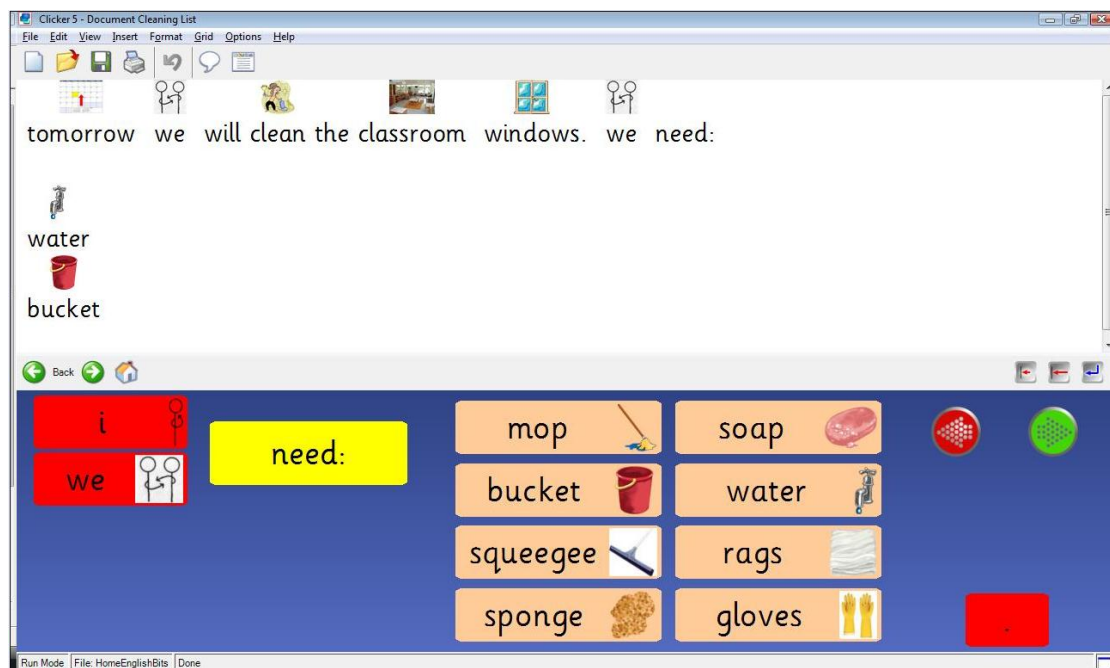 Clicker 5 - Document Cleaning List
File Edit View Insert Format Grid Options Help
tomorrow we will clean the classroom windows. we need:
water
bucket
Back
i
we
need:
mop
soap
bucket
water
squeegee
rags
sponge
gloves
.
Run Mode File: HomeEnglishBits Done